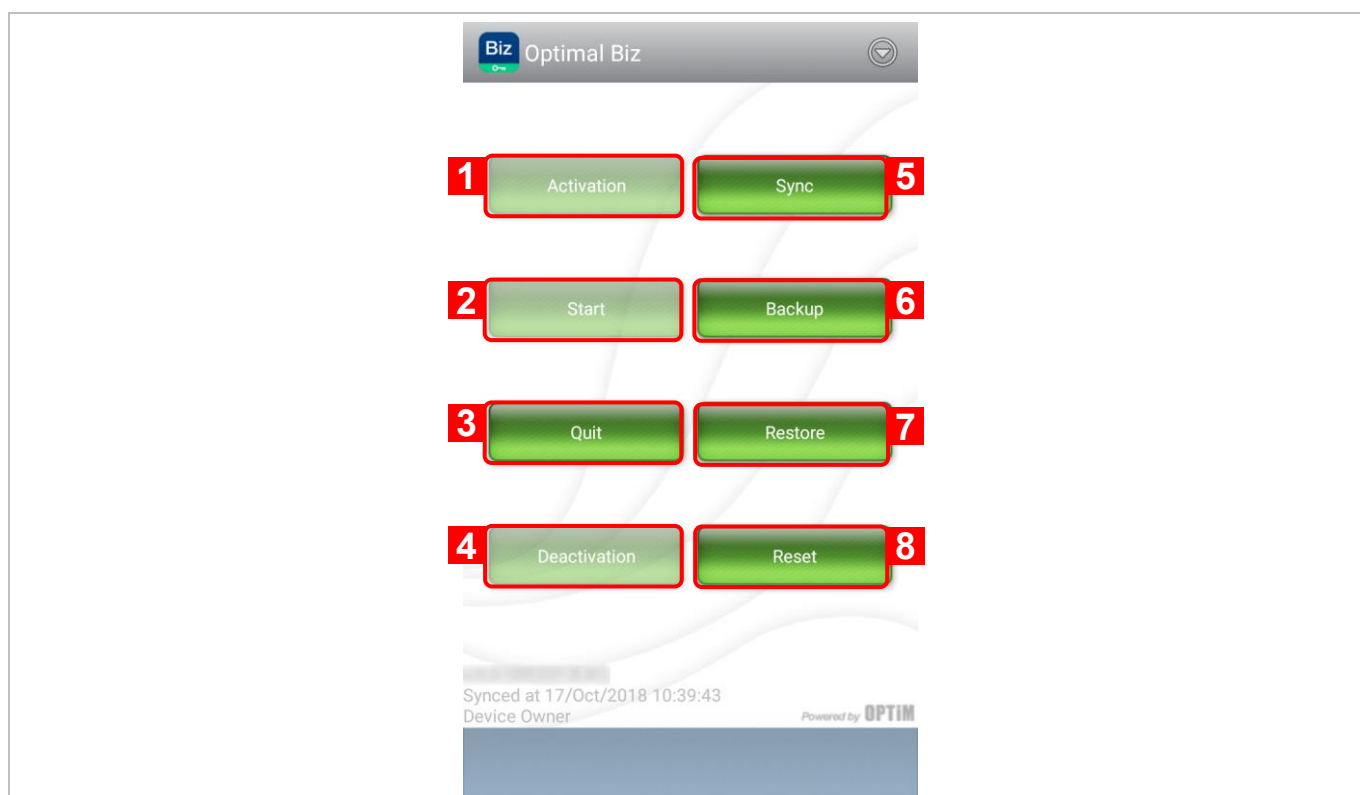 Biz Optimal Biz
1 Activation Sync 5
2 Start Backup 6
3 Quit Restore 7
4 Deactivation Reset 8
Synced at 17/Oct/2018 10:39:43
Device Owner Powered by OPTiM